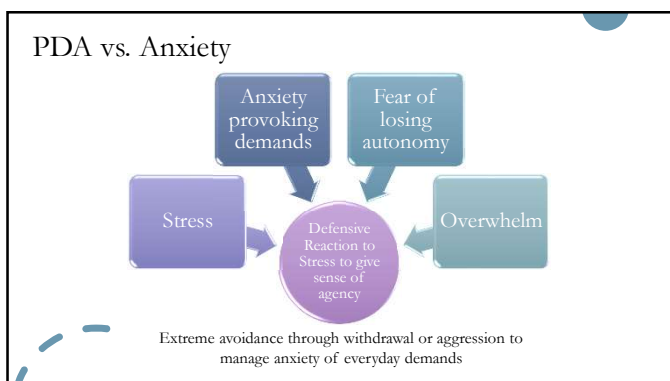 PDA vs. Anxiety
Anxiety
provoking
demands
Fear of
losing
autonomy
Stress
Overwhelm
Defensive
Reaction to
Stress to give
sense of
agency
Extreme avoidance through withdrawal or aggression to
manage anxiety of everyday demands